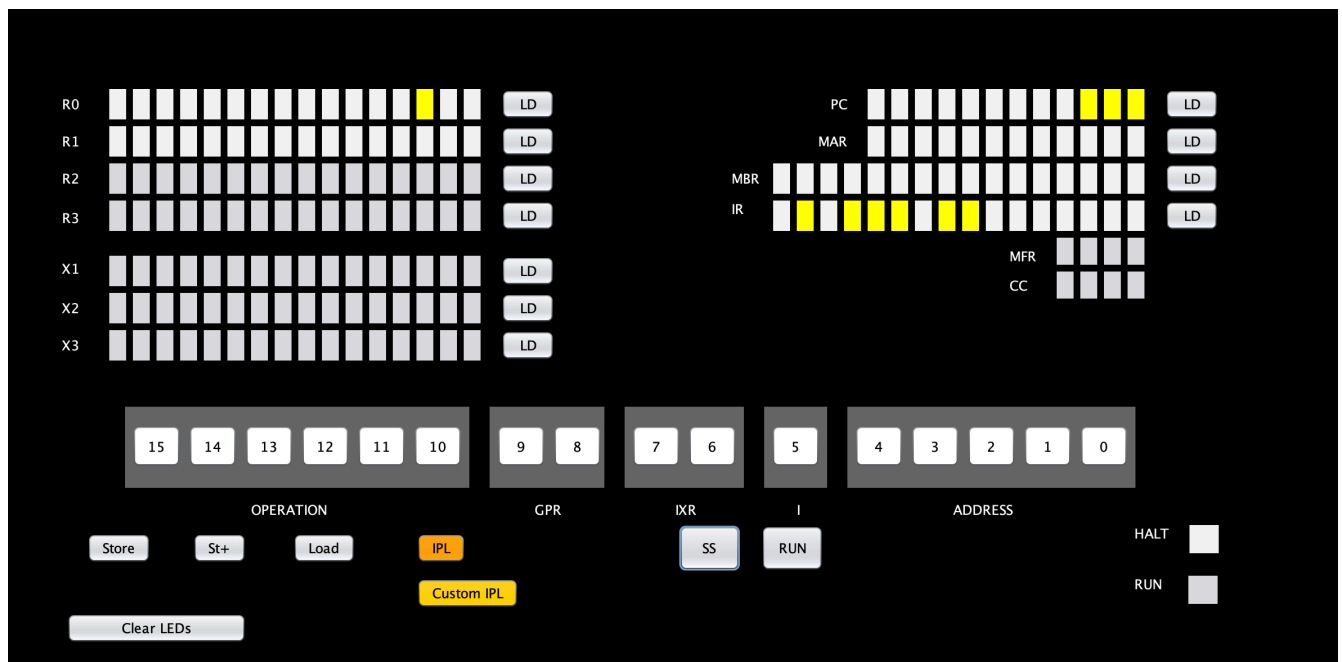 R0 LD PC LD
R1 LD MAR LD
R2 LD MBR LD
R3 LD IR LD
MFR
X1 LD CC
X2 LD
X3 LD
15 14 13 12 11 10 9 8 7 6 5 4 3 2 1 0
OPERATION GPR IXR I ADDRESS
Store St+ Load IPL SS RUN HALT
Custom IPL RUN
Clear LEDs